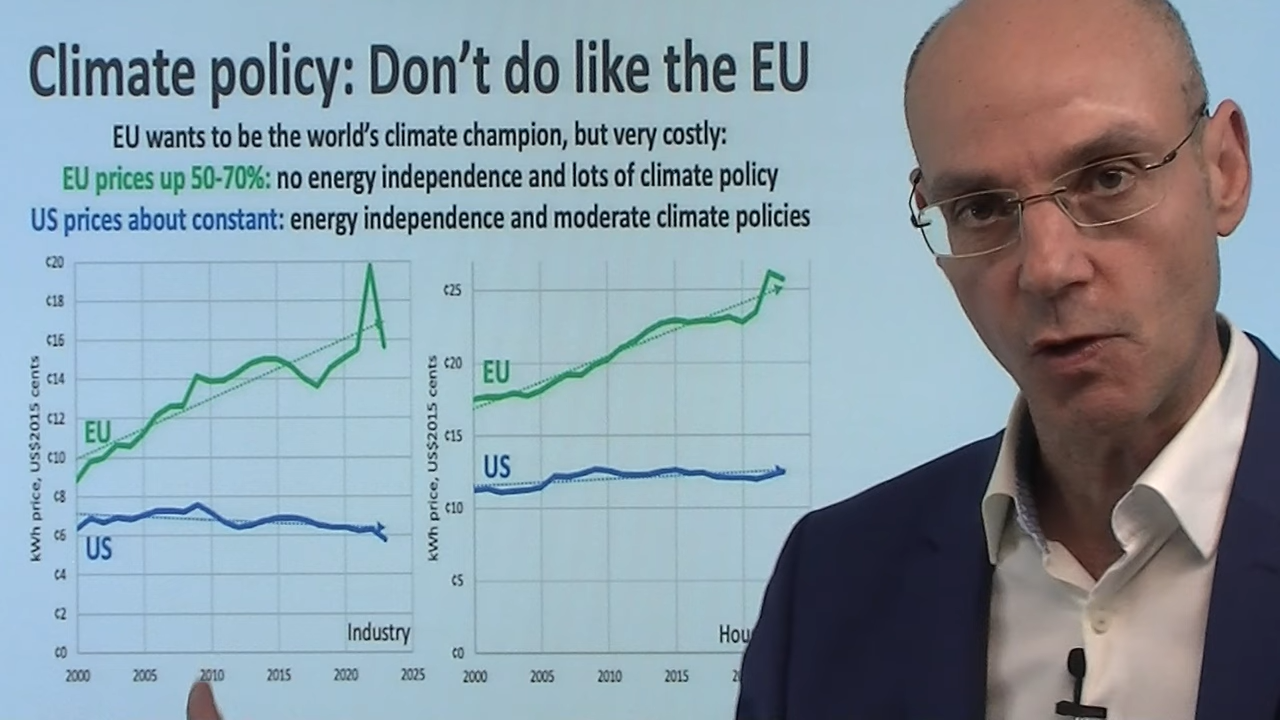 Climate policy: Don't do like the EU
EU wants to be the world's climate champion, but very costly:
EU prices up 50-70%: no energy independence and lots of climate policy
US prices about constant: energy independence and moderate climate policies
kWh price, US$2015 cents
¢20
¢18
¢16
¢14
¢12
¢10
¢8
¢6
¢4
¢2
¢0
EU
US
Industry
2000 2005 2010 2015 2020 2025
kWh price, US$2015 cents
¢25
¢20
¢15
¢10
¢5
¢0
EU
US
2000 2005 2010 2015